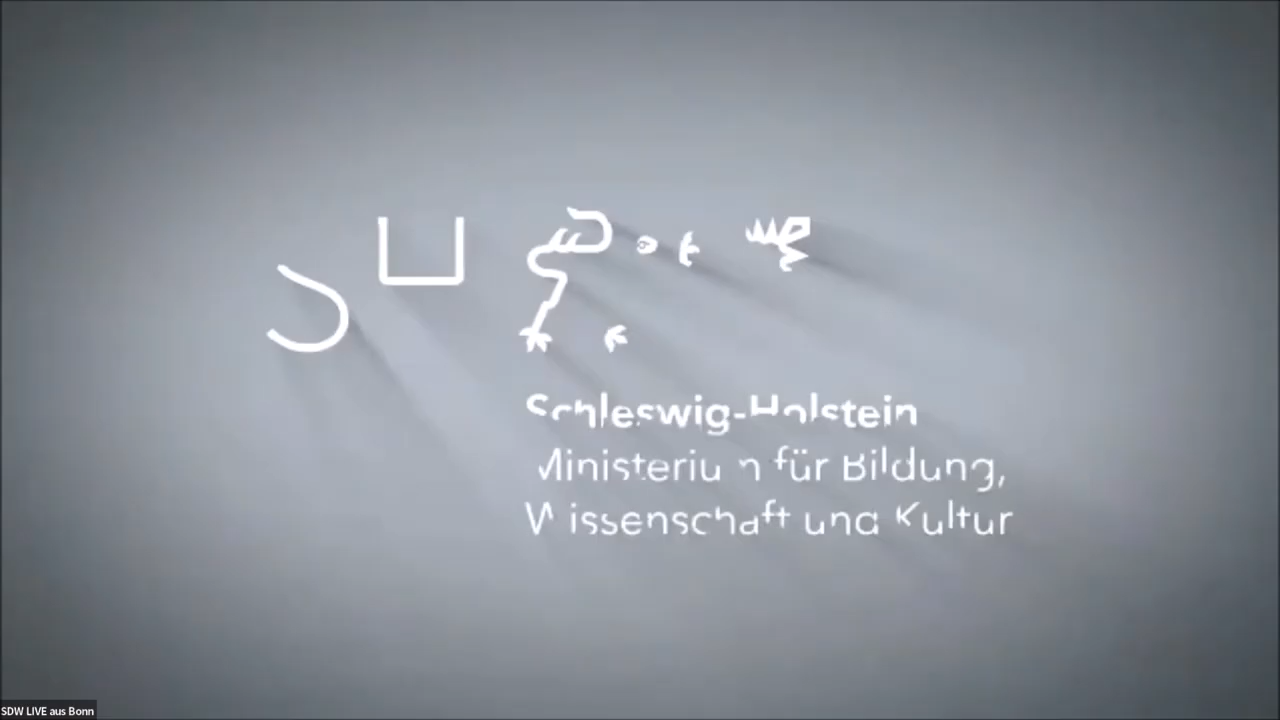 Schleswig-Holstein
Ministerium für Bildung,
Wissenschaft und Kultur
SDW LIVE aus Bonn